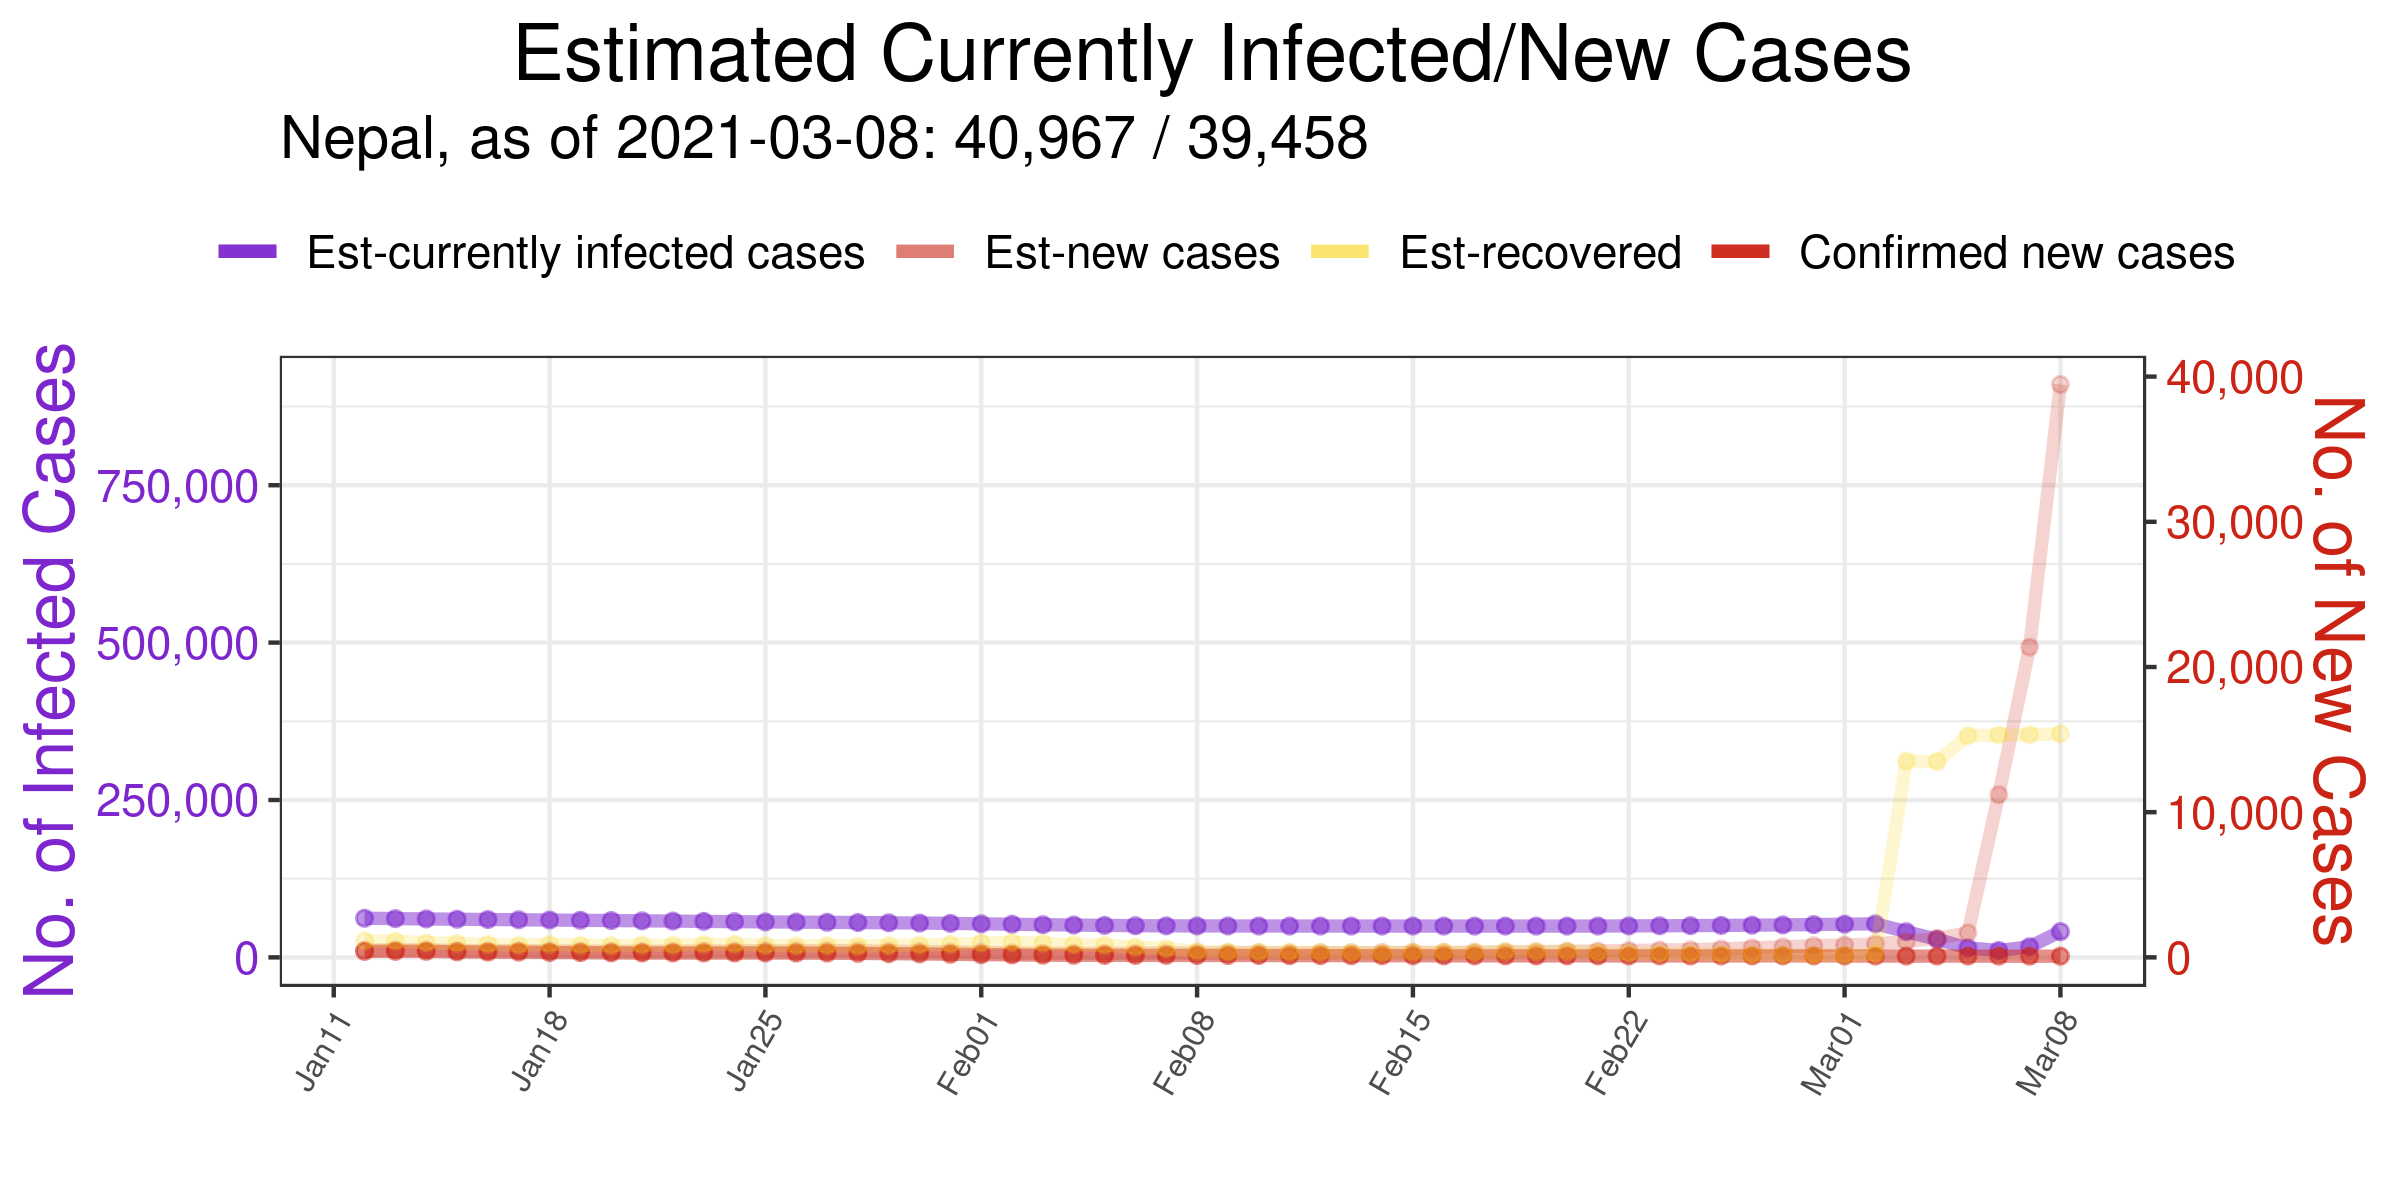 Estimated Currently Infected/New Cases
Nepal, as of 2021-03-08: 40,967 / 39,458
Est-currently infected cases Est-new cases Est-recovered Confirmed new cases
No. of Infected Cases
750,000
500,000
250,000
0
40,000
30,000
20,000
10,000
0
No. of New Cases
Jan11 Jan18 Jan25 Feb01 Feb08 Feb15 Feb22 Mar01 Mar08